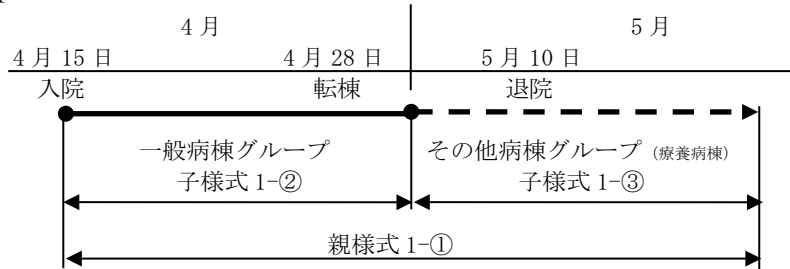 4月 5月
4月15日 4月28日 5月10日
入院 転棟 退院
一般病棟グループ その他病棟グループ（療養病棟）
子様式1-② 子様式1-③
親様式1-①